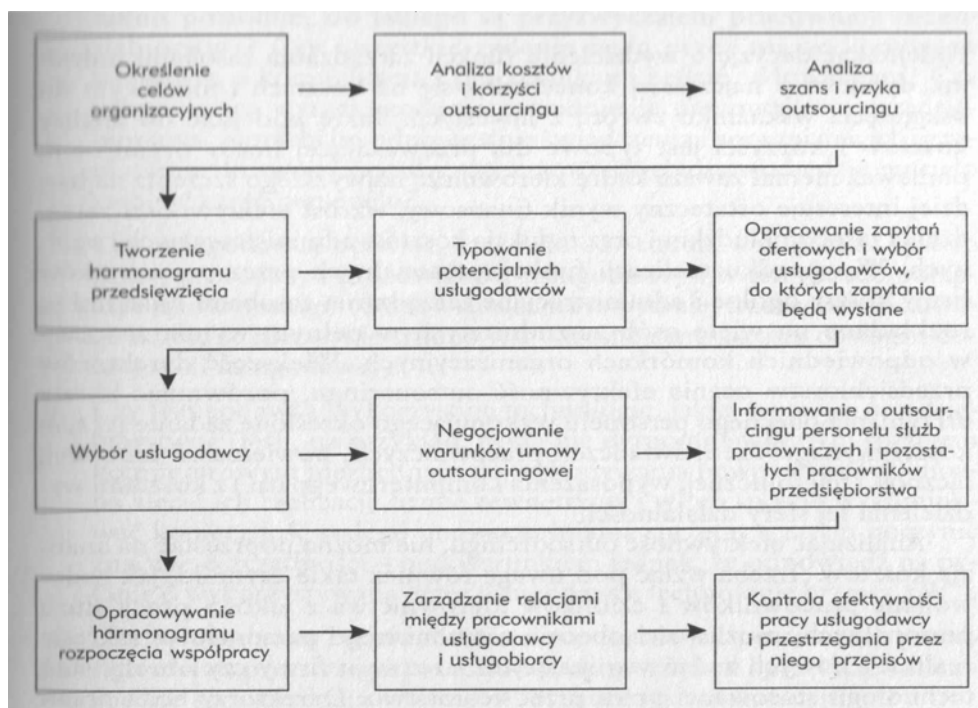 Określenie
celów
organizacyjnych
Analiza kosztów
i korzyści
outsourcingu
Analiza
szans i ryzyka
outsourcingu
Tworzenie
harmonogramu
przedsięwzięcia
Typowanie
potencjalnych
usługodawców
Opracowanie zapytań
ofertowych i wybór
usługodawców,
do których zapytania
będą wysłane
Wybór usługodawcy
Negocjowanie
warunków umowy
outsourcingowej
Informowanie o outsour-
cingu personelu służb
pracowniczych i pozosta-
łych pracowników
przedsiębiorstwa
Opracowywanie
harmonogramu
rozpoczęcia współpracy
Zarządzanie relacjami
między pracownikami
usługodawcy
i usługobiorcy
Kontrola efektywności
pracy usługodawcy
i przestrzegania przez
niego przepisów